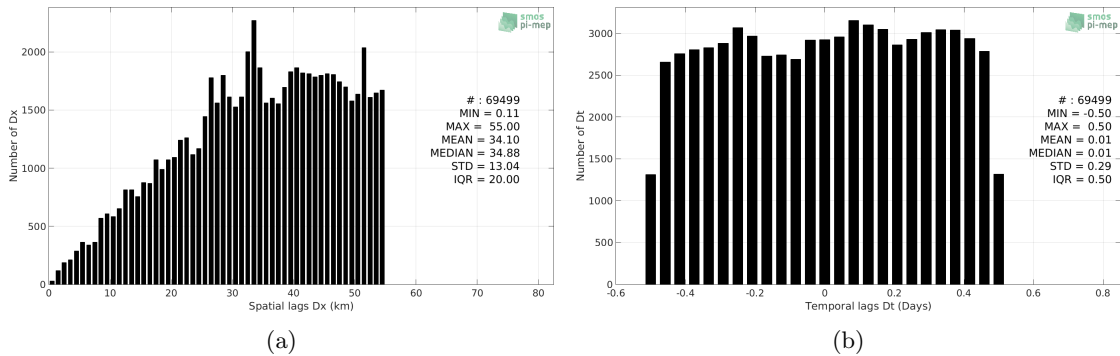 smos
pi-mep
2000
1500
1000
500
0
Number of Dx
# : 69499
MIN = 0.11
MAX = 55.00
MEAN = 34.10
MEDIAN = 34.88
STD = 13.04
IQR = 20.00
0 10 20 30 40 50 60 70 80
Spatial lags Dx (km)
(a)
smos
pi-mep
3000
2500
2000
1500
1000
500
0
Number of Dt
# : 69499
MIN = -0.50
MAX = 0.50
MEAN = 0.01
MEDIAN = 0.01
STD = 0.29
IQR = 0.50
-0.6 -0.4 -0.2 0 0.2 0.4 0.6 0.8
Temporal lags Dt (Days)
(b)